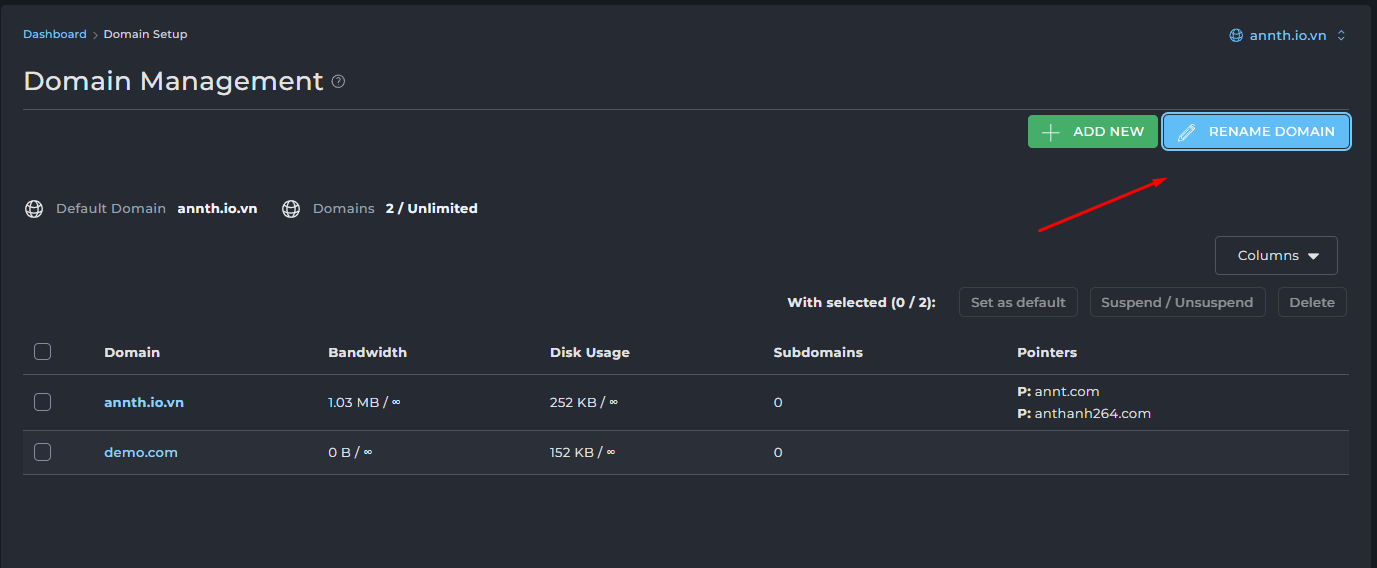 Dashboard > Domain Setup
annth.io.vn
Domain Management ?
ADD NEW
RENAME DOMAIN
Default Domain annth.io.vn Domains 2 / Unlimited
Columns
With selected (0 / 2): Set as default Suspend / Unsuspend Delete
Domain Bandwidth Disk Usage Subdomains Pointers
annth.io.vn 1.03 MB / ∞ 252 KB / ∞ 0 P: annt.com
P: anthanh264.com
demo.com 0 B / ∞ 152 KB / ∞ 0